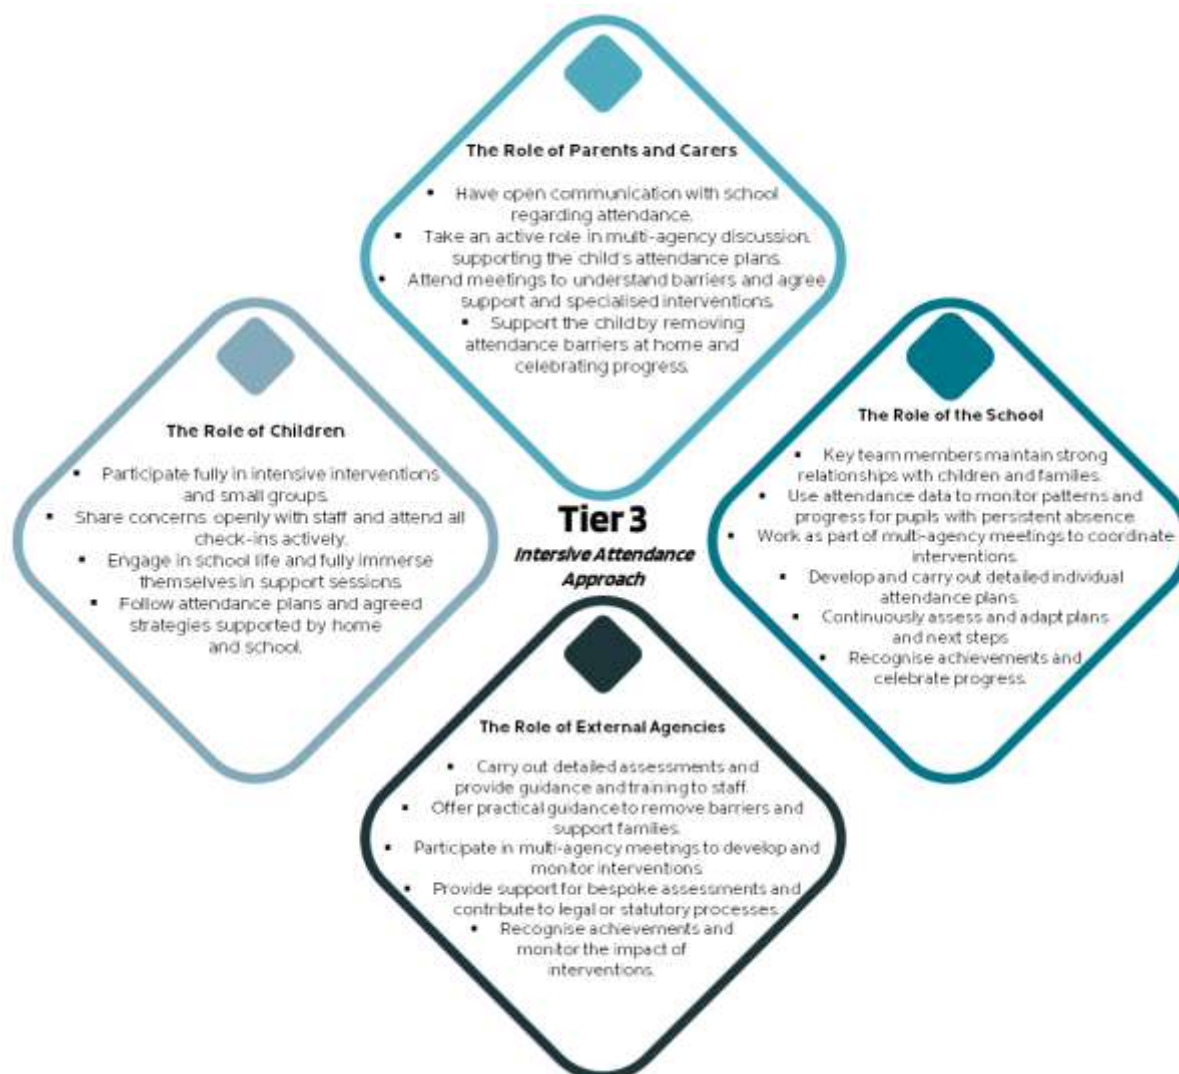 The Role of Parents and Carers
▪ Have open communication with school
regarding attendance.
▪ Take an active role in multi-agency discussion,
supporting the child's attendance plans.
▪ Attend meetings to understand barriers and agree
support and specialised interventions.
▪ Support the child by removing
attendance barriers at home and
celebrating progress.
The Role of Children
▪ Participate fully in intensive interventions
and small groups.
▪ Share concerns openly with staff and attend all
check-ins actively.
▪ Engage in school life and fully immerse
themselves in support sessions.
▪ Follow attendance plans and agreed
strategies supported by home
and school.
Tier 3
Intersive Attendance
Approach
The Role of the School
▪ Key team members maintain strong
relationships with children and families.
▪ Use attendance data to monitor patterns and
progress for pupils with persistent absence
▪ Work as part of multi-agency meetings to coordinate
interventions.
▪ Develop and carry out detailed individual
attendance plans.
▪ Continuously assess and adapt plans
and next steps
▪ Recognise achievements and
celebrate progress.
The Role of External Agencies
▪ Carry out detailed assessments and
provide guidance and training to staff.
▪ Offer practical guidance to remove barriers and
support families.
▪ Participate in multi-agency meetings to develop and
monitor interventions
▪ Provide support for bespoke assessments and
contribute to legal or statutory processes.
▪ Recognise achievements and
monitor the impact of
interventions.